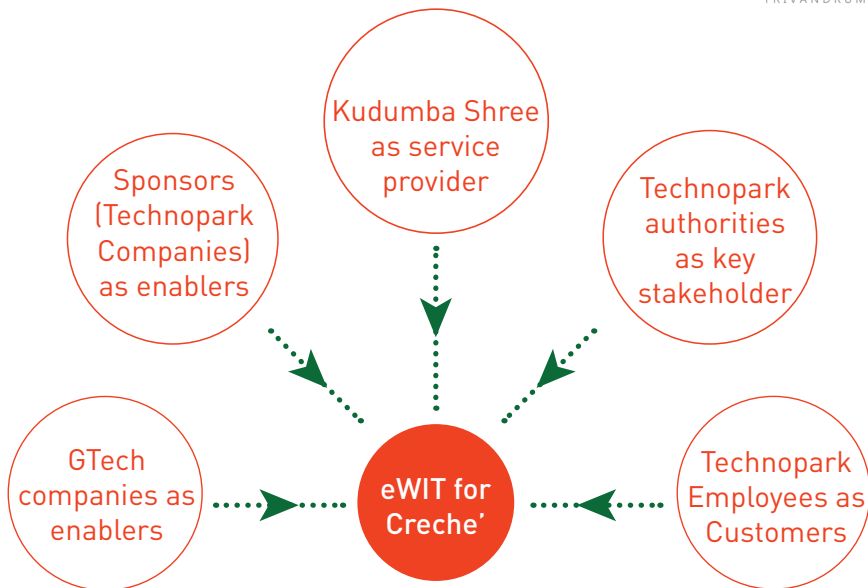 TRIVANDRUM
Kudumba Shree
as service
provider
Sponsors
(Technopark
Companies)
as enablers
Technopark
authorities
as key
stakeholder
GTech
companies as
enablers
eWIT for
Creche’
Technopark
Employees as
Customers